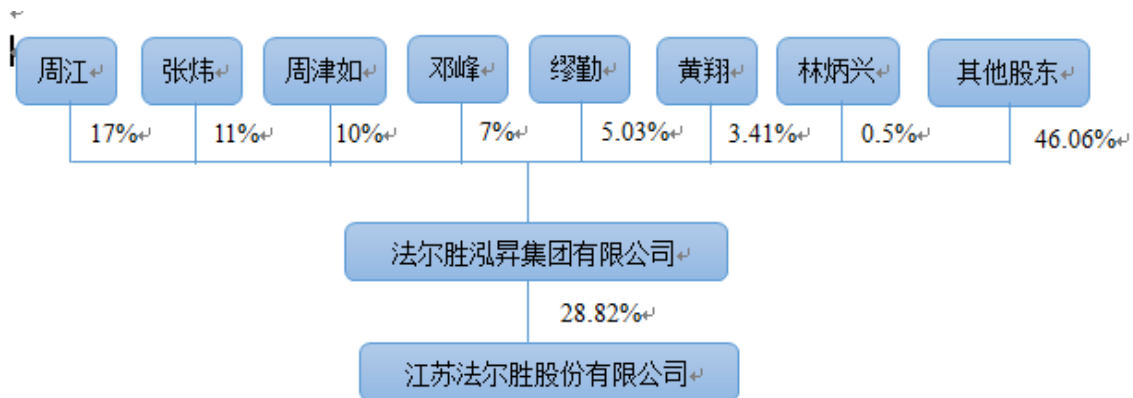 周江 张炜 周津如 邓峰 缪勤 黄翔 林炳兴 其他股东
17% 11% 10% 7% 5.03% 3.41% 0.5% 46.06%
法尔胜泓昇集团有限公司
28.82%
江苏法尔胜股份有限公司